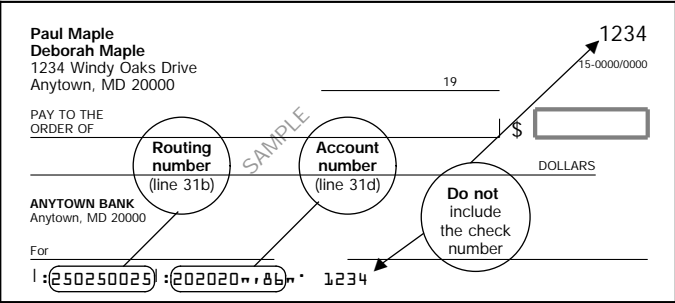 Paul Maple
Deborah Maple
1234 Windy Oaks Drive
Anytown, MD 20000
1234
15-0000/0000
19
PAY TO THE
ORDER OF
$
SAMPLE
Routing
number
(line 31b)
Account
number
(line 31d)
DOLLARS
Do not
include
the check
number
ANYTOWN BANK
Anytown, MD 20000
For
|:250250025|:202020"'86". 1234